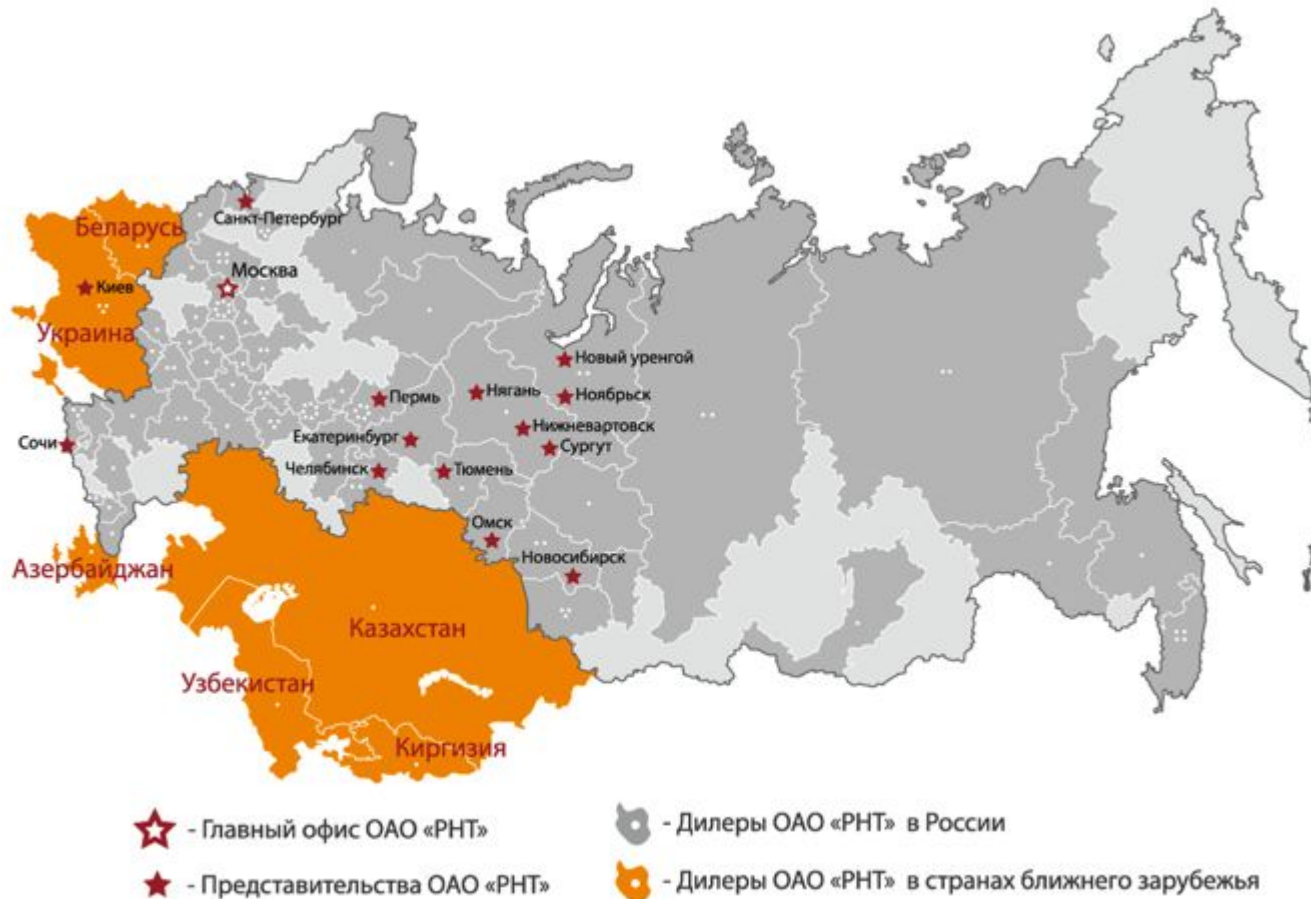 Санкт-Петербург
Беларусь
Москва
Киев
Украина
Новый уренгой
Пермь
Нягань
Ноябрьск
Нижневартовск
Сочи
Екатеринбург
Сургут
Челябинск
Тюмень
Омск
Новосибирск
Азербайджан
Казахстан
Узбекистан
Киргизия
- Главный офис ОАО «РНТ»
- Дилеры ОАО «РНТ» в России
- Представительства ОАО «РНТ»
- Дилеры ОАО «РНТ» в странах ближнего зарубежья